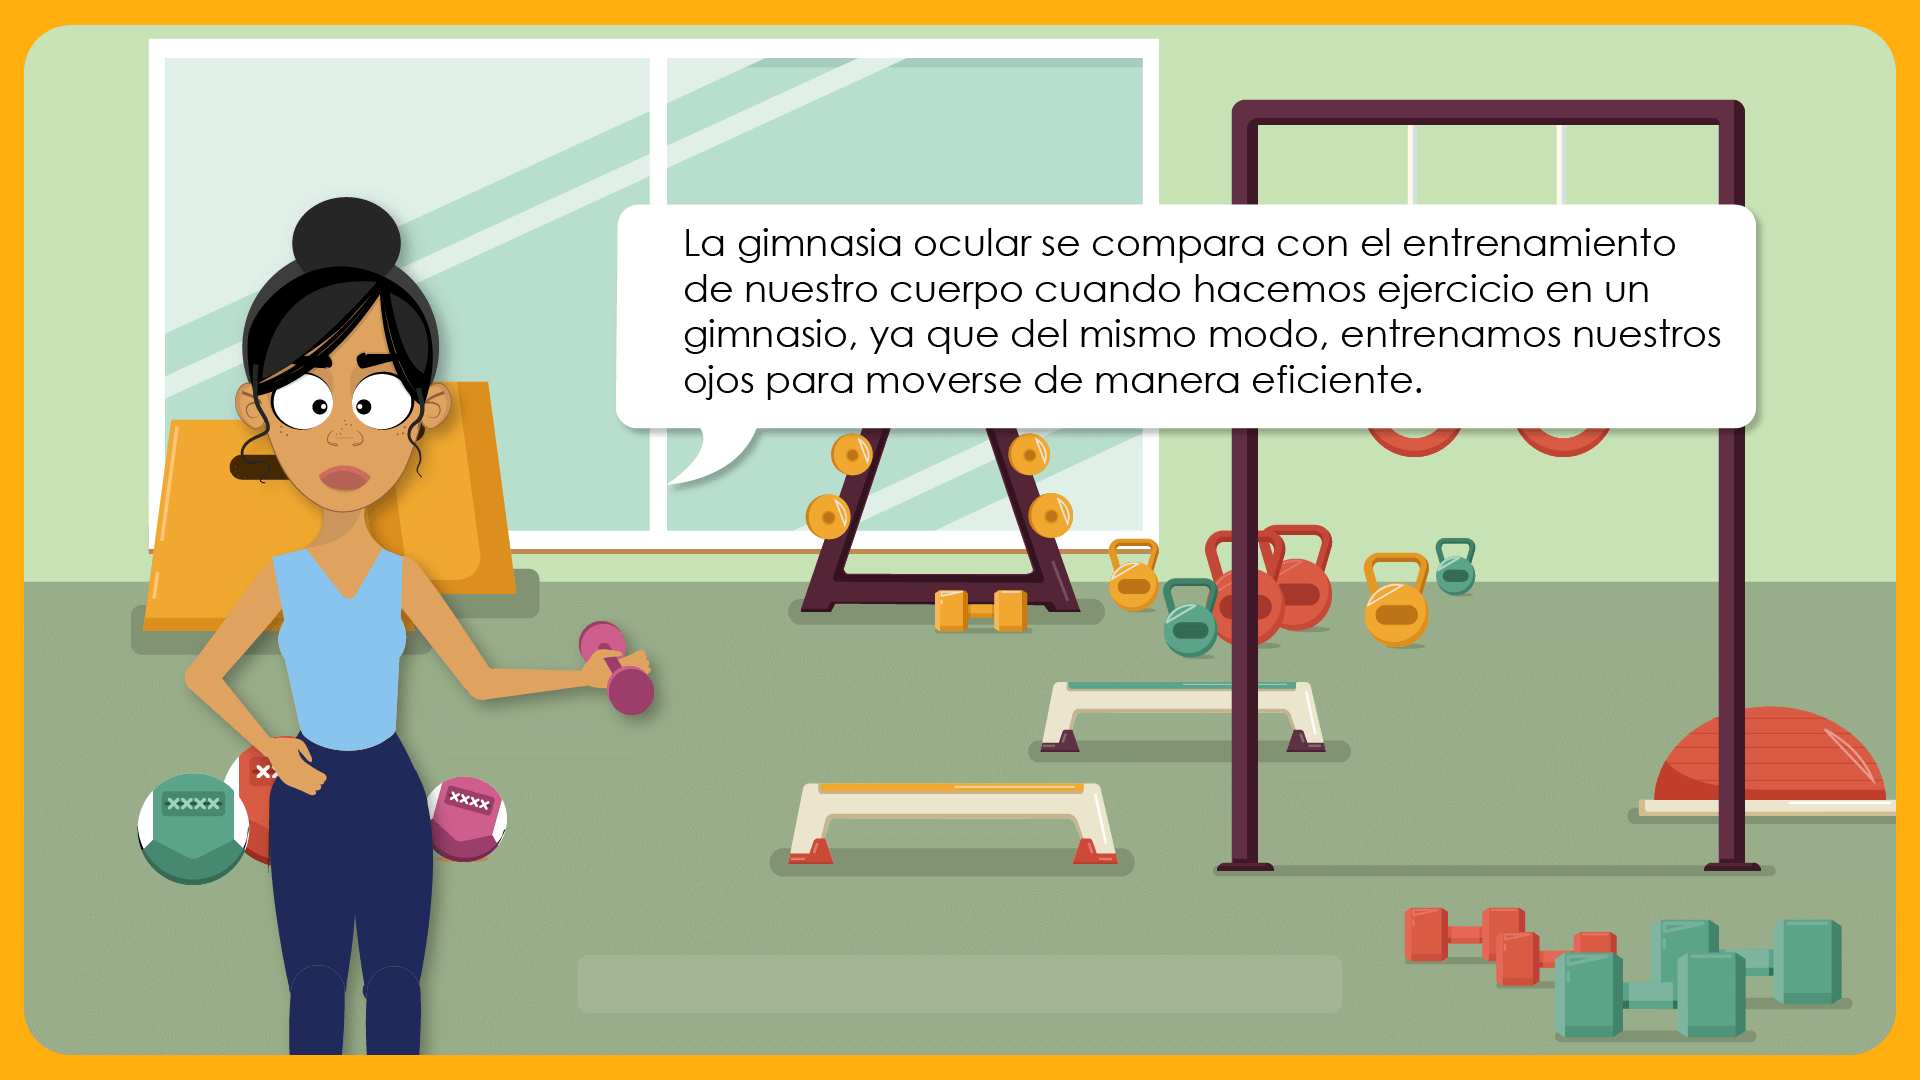 La gimnasia ocular se compara con el entrenamiento
de nuestro cuerpo cuando hacemos ejercicio en un
gimnasio, ya que del mismo modo, entrenamos nuestros
ojos para moverse de manera eficiente.
xxxx
xx
xxxx